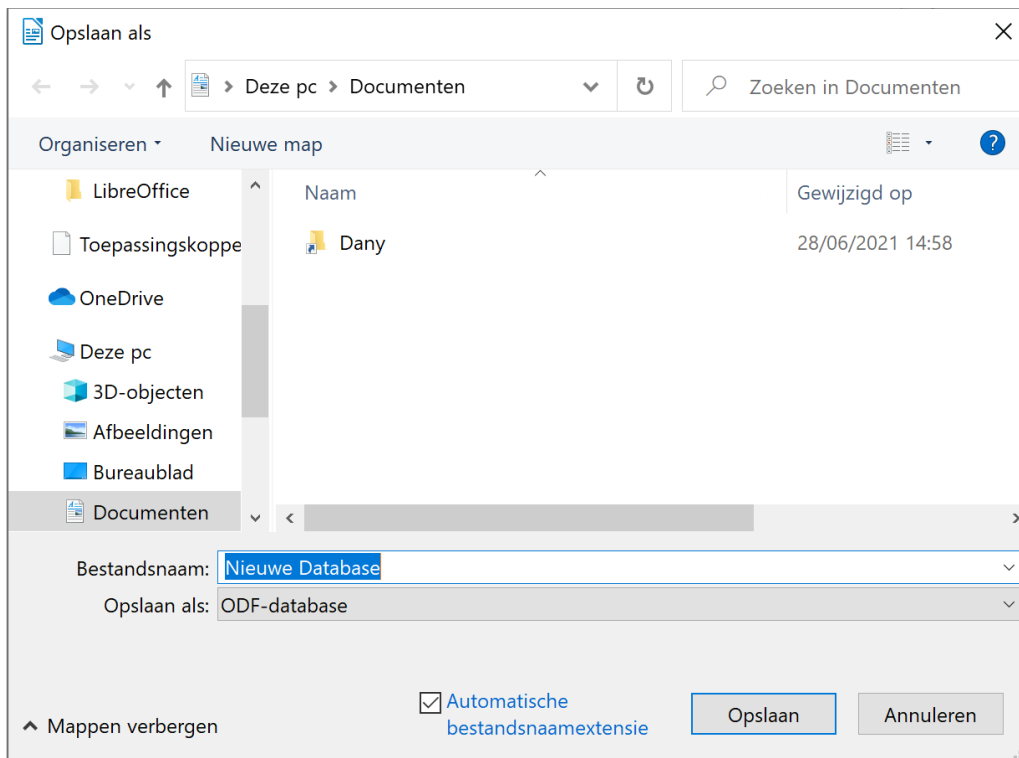 Opslaan als
Deze pc > Documenten
Zoeken in Documenten
Organiseren
Nieuwe map
?
LibreOffice
Toepassingskoppe
OneDrive
Deze pc
3D-objecten
Afbeeldingen
Bureaublad
Documenten
Naam
Gewijzigd op
Dany
28/06/2021 14:58
Bestandsnaam: Nieuwe Database
Opslaan als: ODF-database
Mappen verbergen
Automatische
bestandsnaamextensie
Opslaan
Annuleren